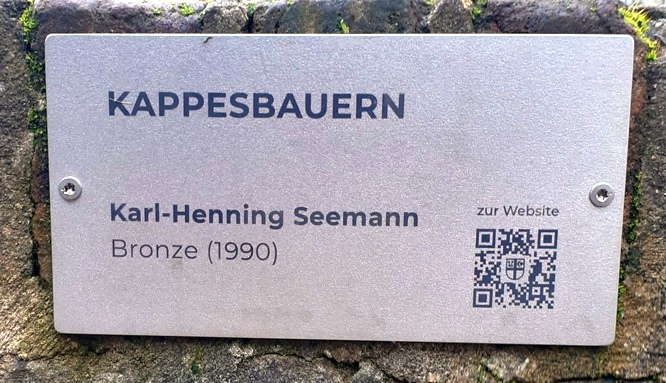 KAPPESBAUERN
Karl-Henning Seemann
Bronze (1990)
zur Website